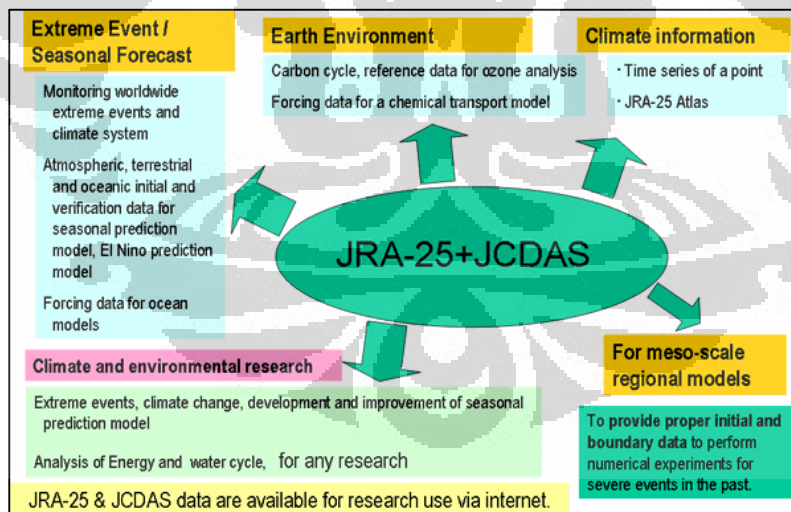 Extreme Event /
Seasonal Forecast
Monitoring worldwide
extreme events and
climate system
Atmospheric, terrestrial
and oceanic initial and
verification data for
seasonal prediction
model, El Nino prediction
model
Forcing data for ocean
models
Earth Environment
Carbon cycle, reference data for ozone analysis
Forcing data for a chemical transport model
Climate information
・Time series of a point
・JRA-25 Atlas
JRA-25+JCDAS
Climate and environmental research
Extreme events, climate change, development and improvement of seasonal
prediction model
Analysis of Energy and water cycle, for any research
For meso-scale
regional models
To provide proper initial and
boundary data to perform
numerical experiments for
severe events in the past.
JRA-25 & JCDAS data are available for research use via internet.